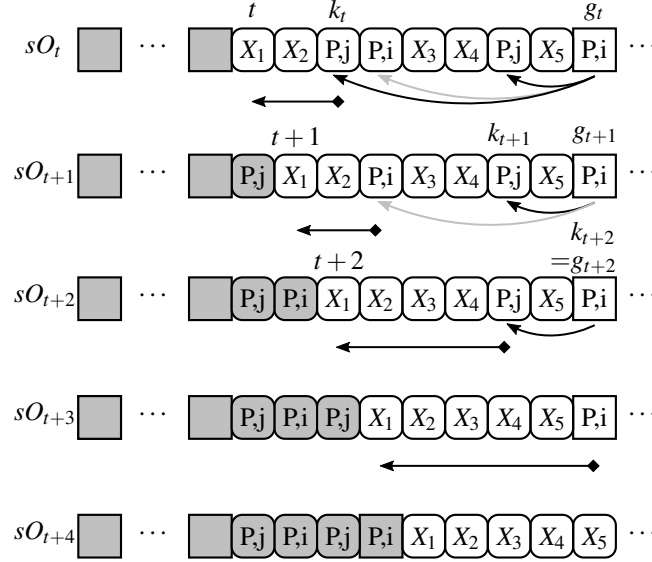 t k_t g_t
sO_t ⋯ X_1 X_2 P,j P,i X_3 X_4 P,j X_5 P,i ⋯
t+1 k_{t+1} g_{t+1}
sO_{t+1} ⋯ P,j X_1 X_2 P,i X_3 X_4 P,j X_5 P,i ⋯
k_{t+2}
t+2 =g_{t+2}
sO_{t+2} ⋯ P,j P,i X_1 X_2 X_3 X_4 P,j X_5 P,i ⋯
sO_{t+3} ⋯ P,j P,i P,j X_1 X_2 X_3 X_4 X_5 P,i ⋯
sO_{t+4} ⋯ P,j P,i P,j P,i X_1 X_2 X_3 X_4 X_5 ⋯